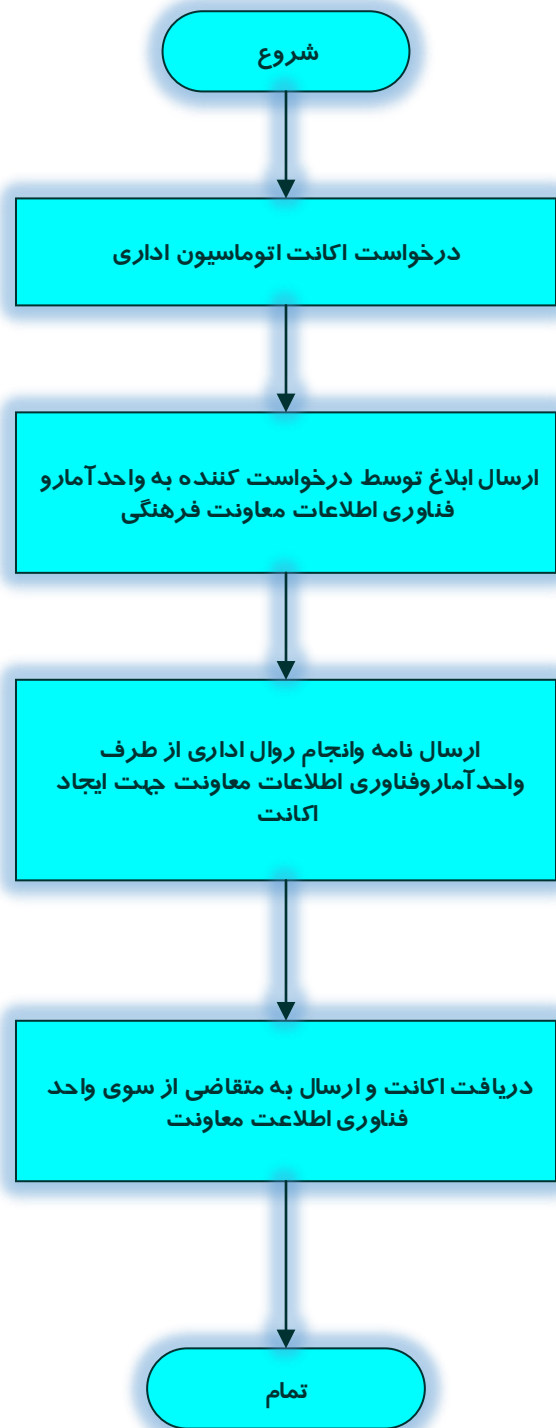 شروع
درخواست اکانت اتوماسیون اداری
ارسال ابلاغ توسط درخواست کننده به واحدآمارو
فناوری اطلاعات معاونت فرهنگی
ارسال نامه وانجام روال اداری از طرف
واحدآماروفناوری اطلاعات معاونت جهت ایجاد
اکانت
دریافت اکانت و ارسال به متقاضی از سوی واحد
فناوری اطلاعت معاونت
تمام